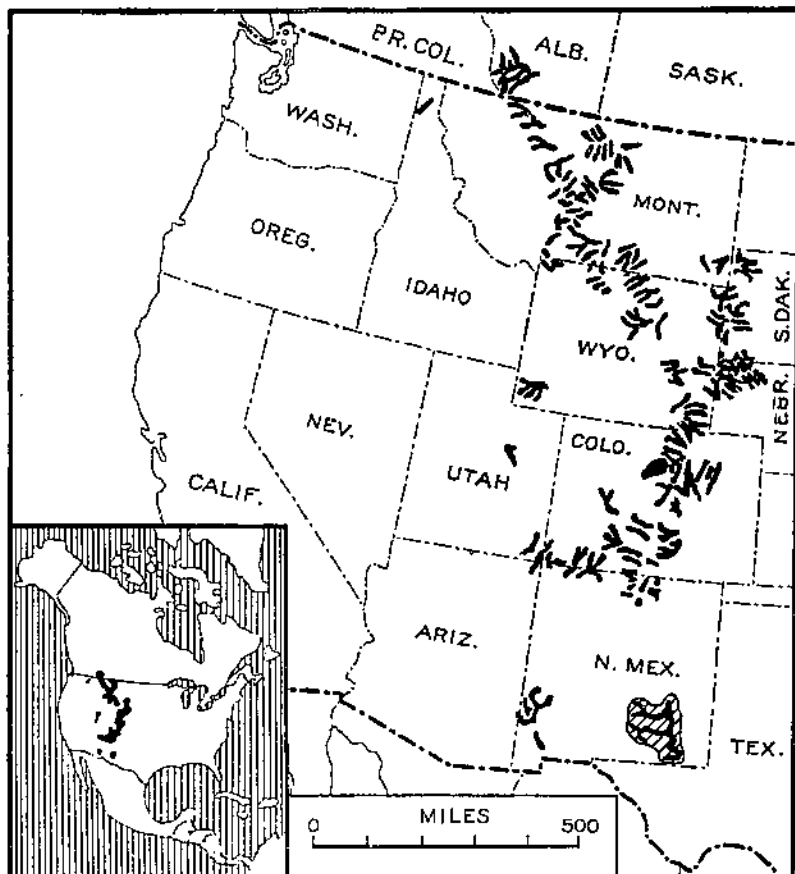 BR. COL.
ALB.
SASK.
WASH.
MONT.
OREG.
IDAHO
S. DAK.
WYO.
NEBR.
NEV.
UTAH
COLO.
CALIF.
ARIZ.
N. MEX.
TEX.
MILES
0 500